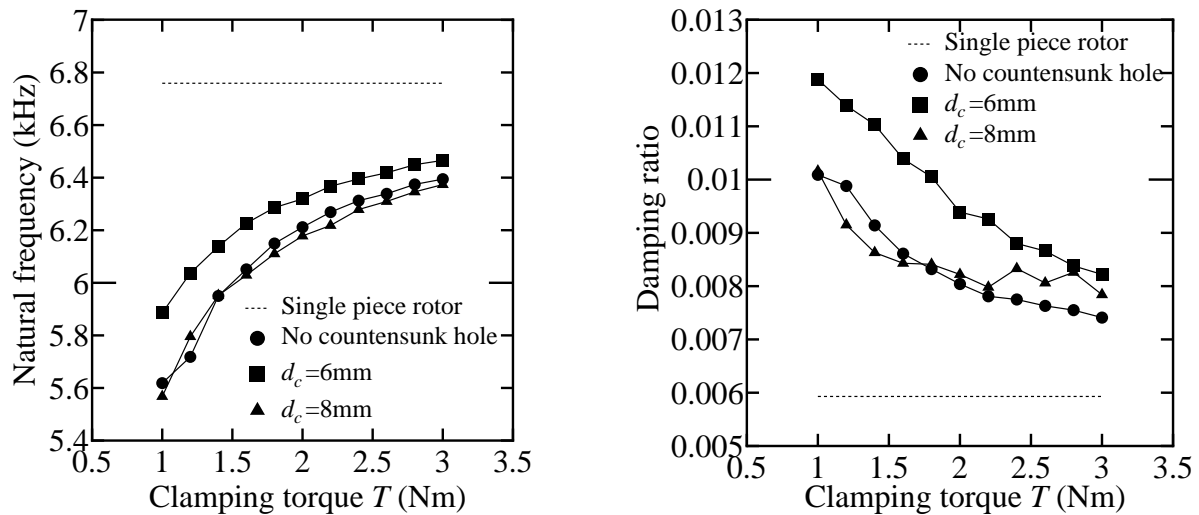 7
6.8
6.6
6.4
6.2
6
5.8
5.6
5.4
0.5
1
1.5
2
2.5
3
3.5
Natural frequency (kHz)
Clamping torque T (Nm)
Single piece rotor
No countensunk hole
d_c=6mm
d_c=8mm
0.013
0.012
0.011
0.01
0.009
0.008
0.007
0.006
0.005
0.5
1
1.5
2
2.5
3
3.5
Damping ratio
Clamping torque T (Nm)
Single piece rotor
No countensunk hole
d_c=6mm
d_c=8mm